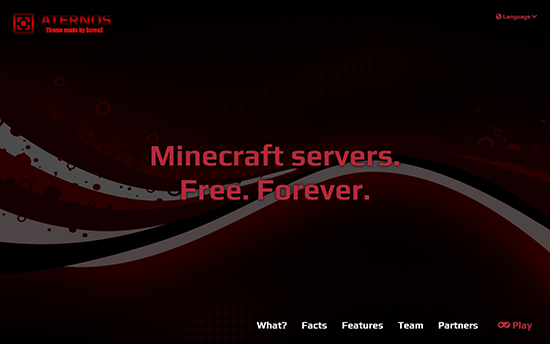 ATERNOS
Theme made by Scree2
Language
Minecraft servers.
Free. Forever.
What? Facts Features Team Partners Play